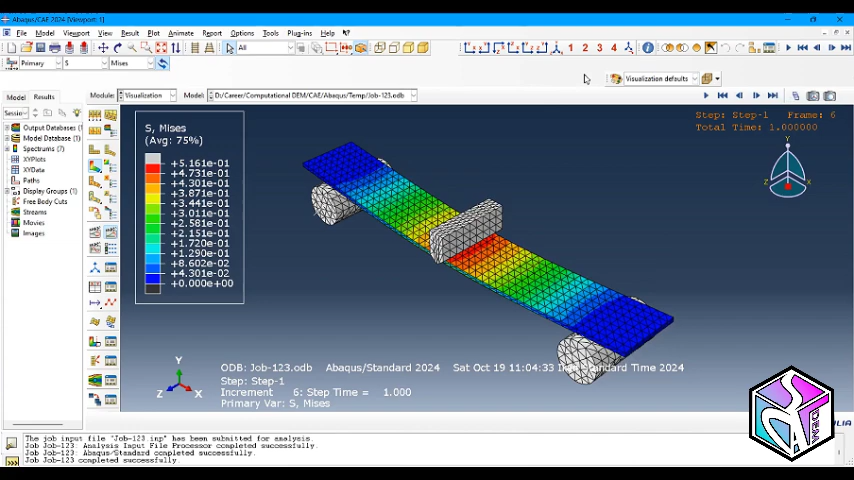 Abaqus/CAE 2024 [Viewport: 1]
File Model Viewport View Result Plot Animate Report Options Tools Plug-ins Help
All
1 2 3 4
Primary S Mises
Visualization defaults
Model Results Module: Visualization Model: D:/Career/Computational DEM/CAE/Abaqus/Temp/Job-123.odb
Output Databases
Model Database (1)
Spectrums (7)
XYPlots
XYData
Paths
Display Groups (1)
Free Body Cuts
Streams
Movies
Images
S, Mises
(Avg: 75%)
+5.161e-01
+4.731e-01
+4.301e-01
+3.871e-01
+3.441e-01
+3.011e-01
+2.581e-01
+2.151e-01
+1.720e-01
+1.290e-01
+8.602e-02
+4.301e-02
+0.000e+00
Step: Step-1 Frame: 6
Total Time: 1.000000
Y
Z X
Y
Z X
ODB: Job-123.odb Abaqus/Standard 2024 Sat Oct 19 11:04:33 Standard Time 2024
Step: Step-1
Increment 6: Step Time = 1.000
Primary Var: S, Mises
DEM
The job input file "Job-123.inp" has been submitted for analysis.
Job Job-123: Analysis Input File Processor completed successfully.
Job Job-123: Abaqus/Standard completed successfully.
Job Job-123 completed successfully.